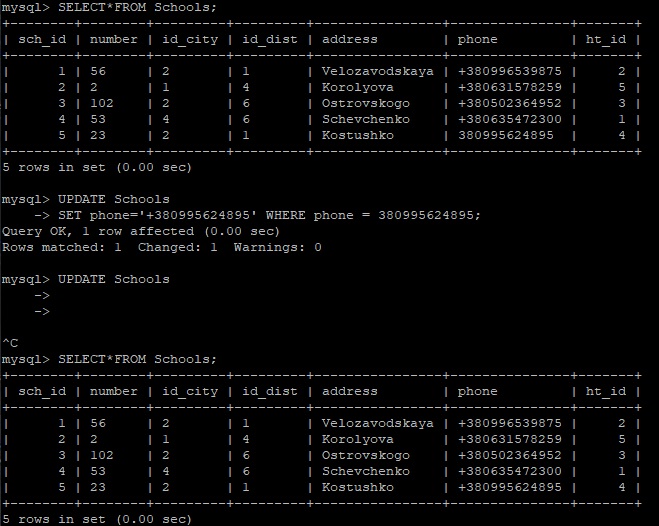 mysql> SELECT*FROM Schools;
+--------+--------+---------+---------+----------------+---------------+-------+
| sch_id | number | id_city | id_dist | address        | phone         | ht_id |
+--------+--------+---------+---------+----------------+---------------+-------+
|      1 | 56     | 2       | 1       | Velozavodskaya | +380996539875 |     2 |
|      2 | 2      | 1       | 4       | Korolyova      | +380631578259 |     5 |
|      3 | 102    | 2       | 6       | Ostrovskogo    | +380502364952 |     3 |
|      4 | 53     | 4       | 6       | Schevchenko    | +380635472300 |     1 |
|      5 | 23     | 2       | 1       | Kostushko      | 380995624895  |     4 |
+--------+--------+---------+---------+----------------+---------------+-------+
5 rows in set (0.00 sec)

mysql> UPDATE Schools
    -> SET phone='+380995624895' WHERE phone = 380995624895;
Query OK, 1 row affected (0.00 sec)
Rows matched: 1  Changed: 1  Warnings: 0

mysql> UPDATE Schools
    ->
    ->

^C
mysql> SELECT*FROM Schools;
+--------+--------+---------+---------+----------------+---------------+-------+
| sch_id | number | id_city | id_dist | address        | phone         | ht_id |
+--------+--------+---------+---------+----------------+---------------+-------+
|      1 | 56     | 2       | 1       | Velozavodskaya | +380996539875 |     2 |
|      2 | 2      | 1       | 4       | Korolyova      | +380631578259 |     5 |
|      3 | 102    | 2       | 6       | Ostrovskogo    | +380502364952 |     3 |
|      4 | 53     | 4       | 6       | Schevchenko    | +380635472300 |     1 |
|      5 | 23     | 2       | 1       | Kostushko      | +380995624895 |     4 |
+--------+--------+---------+---------+----------------+---------------+-------+
5 rows in set (0.00 sec)